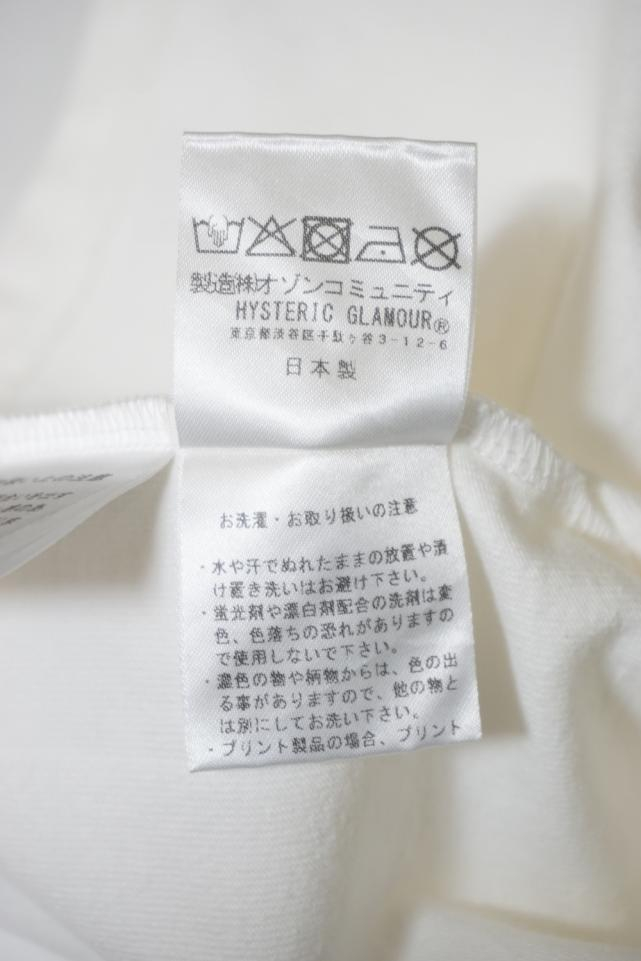 製造(株)オゾンコミュニティ
HYSTERIC GLAMOUR®
東京都渋谷区千駄ヶ谷3-12-6
日本製
お洗濯・お取り扱いの注意
・水や汗でぬれたままの放置や漬
け置き洗いはお避け下さい。
・蛍光剤や漂白剤配合の洗剤は変
色、色落ちの恐れがありますの
で使用しないで下さい。
・濃色の物や柄物からは、色の出
る事がありますので、他の物と
は別にしてお洗い下さい。
・プリント製品の場合、プリント